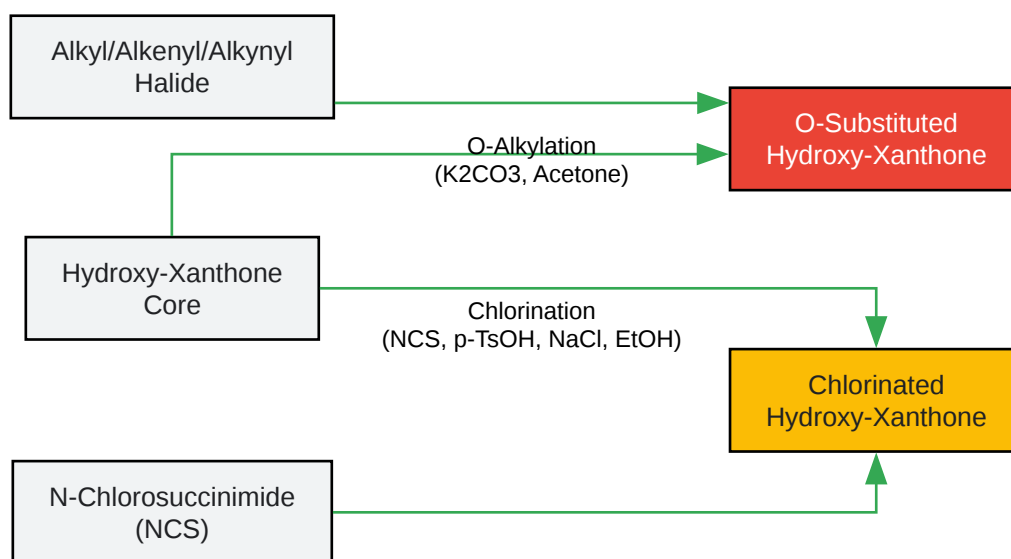 Alkyl/Alkenyl/Alkynyl
Halide
O-Substituted
Hydroxy-Xanthone
O-Alkylation
(K2CO3, Acetone)
Hydroxy-Xanthone
Core
Chlorination
(NCS, p-TsOH, NaCl, EtOH)
Chlorinated
Hydroxy-Xanthone
N-Chlorosuccinimide
(NCS)